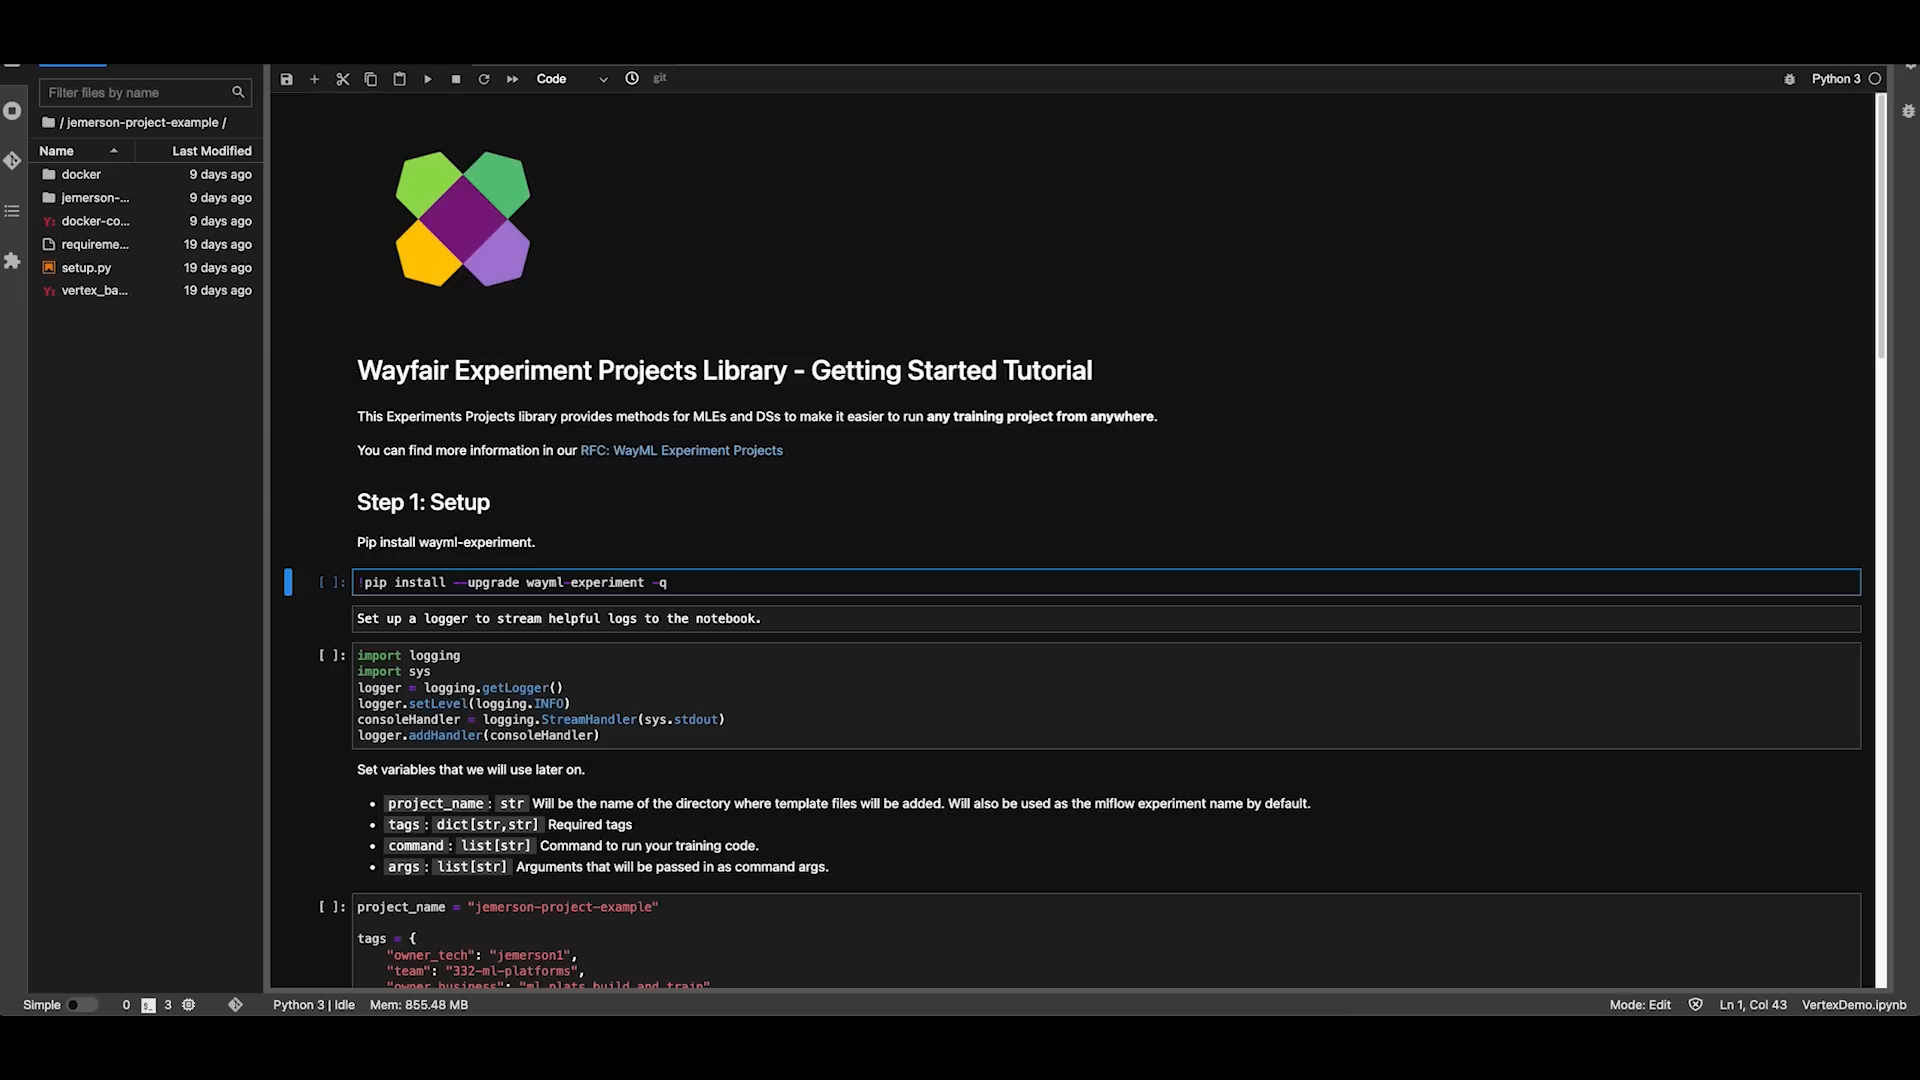 Code
git
Python 3
Filter files by name
/ jemerson-project-example /
Name Last Modified
docker 9 days ago
jemerson-... 9 days ago
Y: docker-co... 9 days ago
requireme... 19 days ago
setup.py 19 days ago
Y: vertex_ba... 19 days ago
Wayfair Experiment Projects Library - Getting Started Tutorial
This Experiments Projects library provides methods for MLEs and DSs to make it easier to run any training project from anywhere.
You can find more information in our RFC: WayML Experiment Projects
Step 1: Setup
Pip install wayml-experiment.
[ ]: !pip install --upgrade wayml-experiment -q
Set up a logger to stream helpful logs to the notebook.
[ ]: import logging
import sys
logger = logging.getLogger()
logger.setLevel(logging.INFO)
consoleHandler = logging.StreamHandler(sys.stdout)
logger.addHandler(consoleHandler)
Set variables that we will use later on.
• project_name : str Will be the name of the directory where template files will be added. Will also be used as the mlflow experiment name by default.
• tags : dict[str,str] Required tags
• command : list[str] Command to run your training code.
• args : list[str] Arguments that will be passed in as command args.
[ ]: project_name = "jemerson-project-example"
tags = {
"owner_tech": "jemerson1",
"team": "332-ml-platforms",
"owner_business": "ml_plats_build_and_train"
Simple 0 3 Python 3 | Idle Mem: 855.48 MB Mode: Edit Ln 1, Col 43 VertexDemo.ipynb